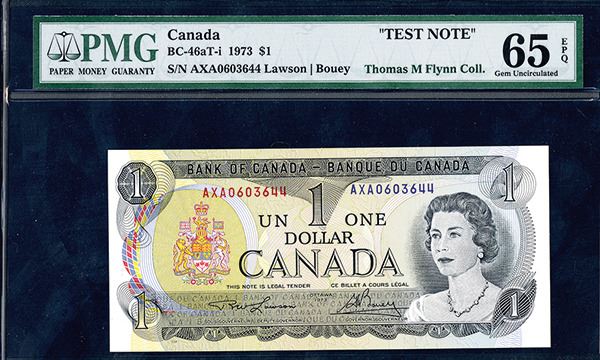 PMG
PAPER MONEY GUARANTY
Canada "TEST NOTE"
BC-46aT-i 1973 $1
S/N AXA0603644 Lawson | Bouey Thomas M Flynn Coll.
65 EPQ
Gem Uncirculated
BANK OF CANADA - BANQUE DU CANADA
1 AXA0603644 AXA0603644 1
UN 1 ONE
DOLLAR
CANADA
THIS NOTE IS LEGAL TENDER CE BILLET A COURS LÉGAL
OTTAWA
1 1